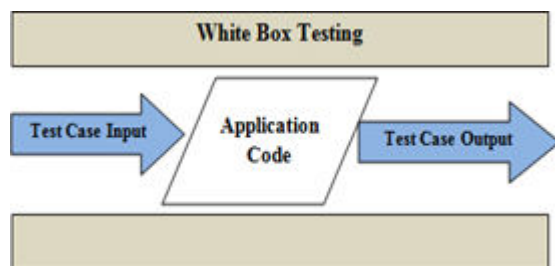 White Box Testing
Test Case Input
Application
Code
Test Case Output